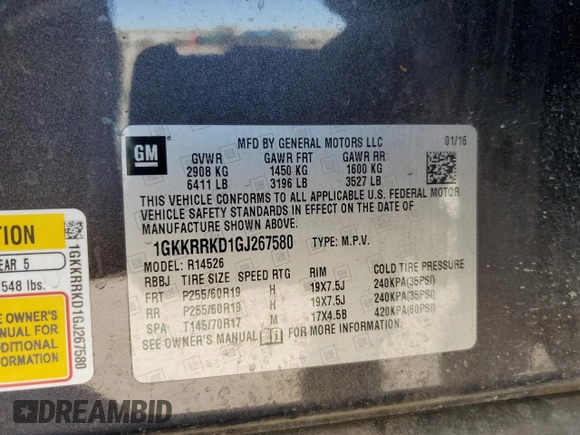 GM
MFD BY GENERAL MOTORS LLC 01/16
GVWR GAWR FRT GAWR RR
2908 KG 1450 KG 1600 KG
6411 LB 3196 LB 3527 LB
THIS VEHICLE CONFORMS TO ALL APPLICABLE U.S. FEDERAL MOTOR
VEHICLE SAFETY STANDARDS IN EFFECT ON THE DATE OF
MANUFACTURE SHOWN ABOVE.
1GKKRRKD1GJ267580 TYPE: M.P.V.
MODEL: R14526
RBBJ TIRE SIZE SPEED RTG RIM COLD TIRE PRESSURE
FRT P255/60R19 H 19X7.5J 240KPA(35PSI)
RR P255/60R19 H 19X7.5J 240KPA(35PSI)
SPA T145/70R17 M 17X4.5B 420KPA(60PSI)
SEE OWNER'S MANUAL FOR MORE INFORMATION
TION
EAR 5
548 lbs.
E OWNER'S
NUAL FOR
DDITIONAL
ORMATION
1GKKRRKD1GJ267580
DREAMBID